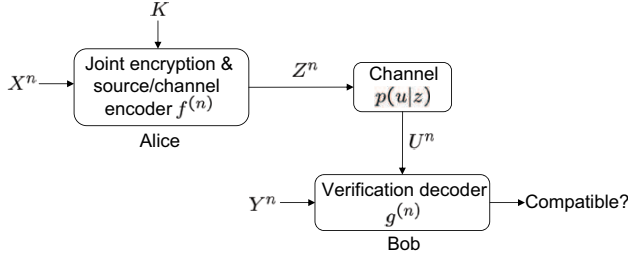 K
X^n
Joint encryption &
source/channel
encoder f^(n)
Alice
Z^n
Channel
p(u|z)
U^n
Y^n
Verification decoder
g^(n)
Bob
Compatible?